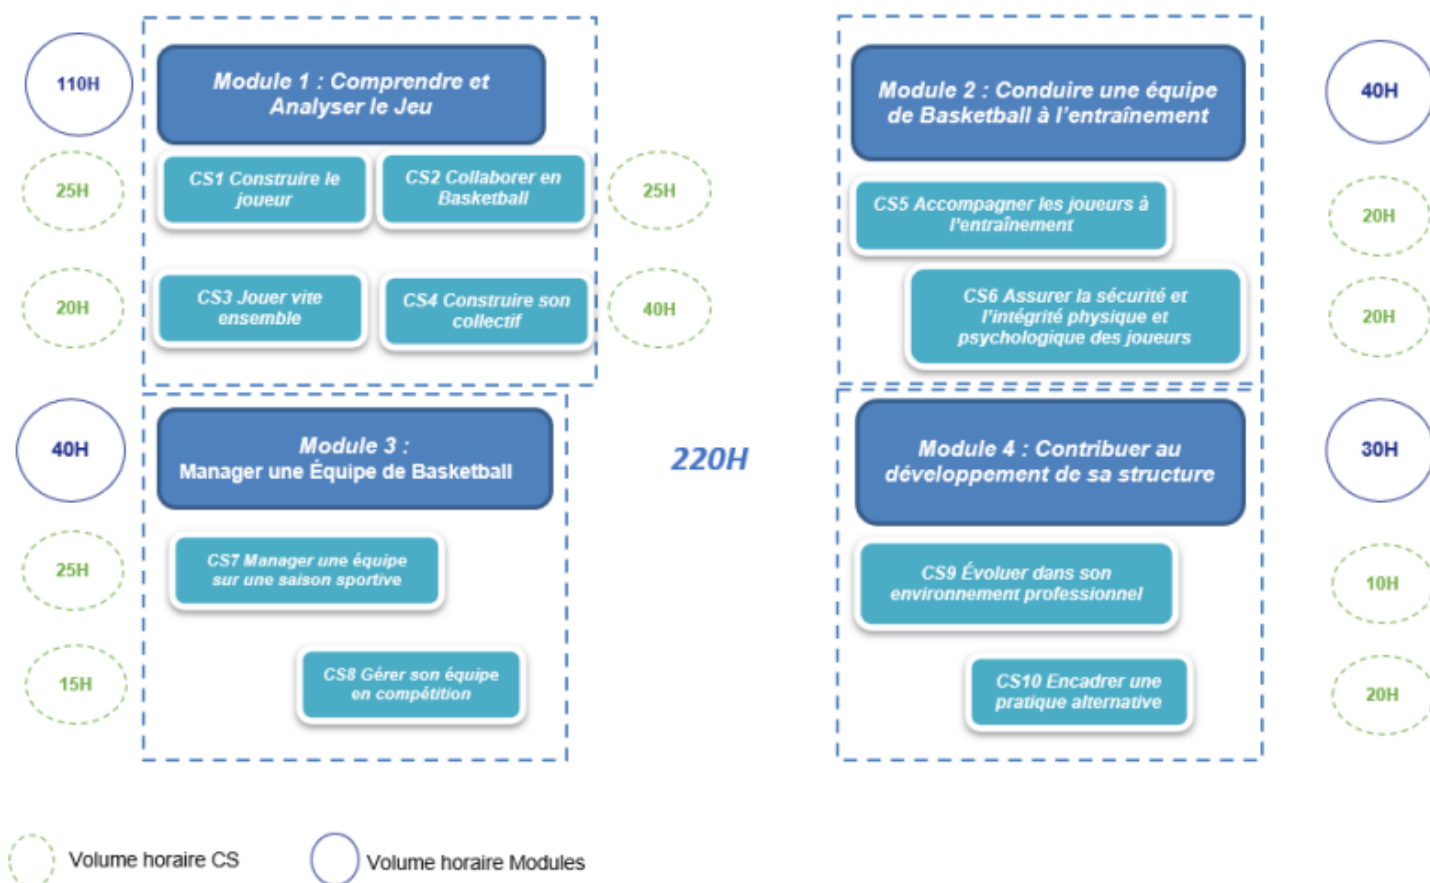 110H
Module 1 : Comprendre et
Analyser le Jeu
25H
CS1 Construire le
joueur
CS2 Collaborer en
Basketball
25H
20H
CS3 Jouer vite
ensemble
CS4 Construire son
collectif
40H
Module 2 : Conduire une équipe
de Basketball à l'entraînement
40H
CS5 Accompagner les joueurs à
l'entraînement
20H
CS6 Assurer la sécurité et
l'intégrité physique et
psychologique des joueurs
20H
40H
Module 3 :
Manager une Équipe de Basketball
25H
CS7 Manager une équipe
sur une saison sportive
15H
CS8 Gérer son équipe
en compétition
220H
Module 4 : Contribuer au
développement de sa structure
30H
CS9 Évoluer dans son
environnement professionnel
10H
CS10 Encadrer une
pratique alternative
20H
Volume horaire CS
Volume horaire Modules